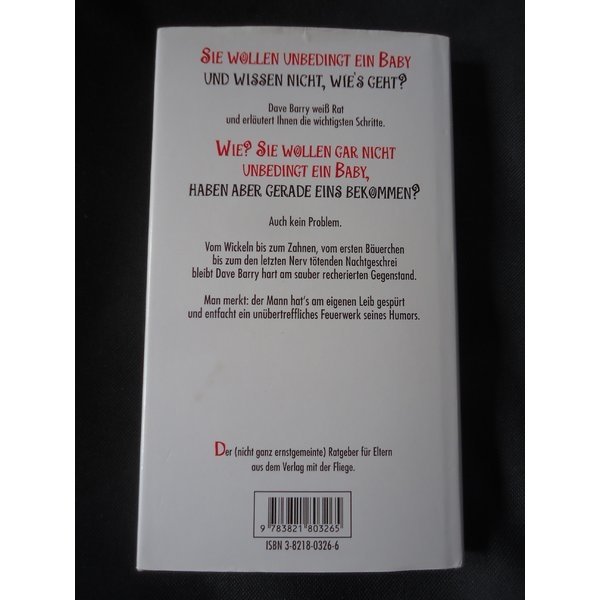 SIE WOLLEN UNBEDINGT EIN BABY
UND WISSEN NICHT, WIE'S GEHT?
Dave Barry weiß Rat
und erläutert Ihnen die wichtigsten Schritte.
WIE? SIE WOLLEN GAR NICHT
UNBEDINGT EIN BABY,
HABEN ABER GERADE EINS BEKOMMEN?
Auch kein Problem.
Vom Wickeln bis zum Zahnen, vom ersten Bäuerchen
bis zum den letzten Nerv tötenden Nachtgeschrei
bleibt Dave Barry hart am sauber recherierten Gegenstand.
Man merkt: der Mann hat's am eigenen Leib gespürt
und entfacht ein unübertreffliches Feuerwerk seines Humors.
Der (nicht ganz ernstgemeinte) Ratgeber für Eltern
aus dem Verlag mit der Fliege.
9 783821 803265
ISBN 3-8218-0326-6